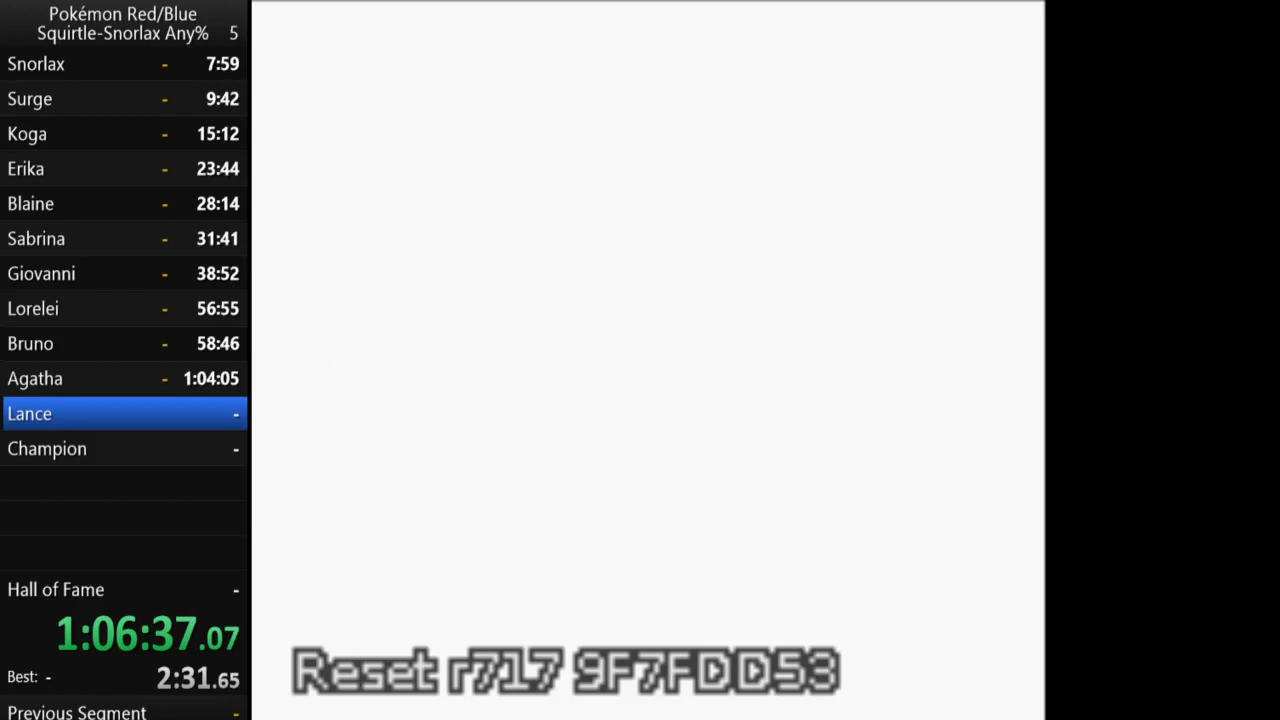 Pokémon Red/Blue
Squirtle-Snorlax Any% 5
Snorlax - 7:59
Surge - 9:42
Koga - 15:12
Erika - 23:44
Blaine - 28:14
Sabrina - 31:41
Giovanni - 38:52
Lorelei - 56:55
Bruno - 58:46
Agatha - 1:04:05
Lance -
Champion -
Hall of Fame -
1:06:37.07
Best: - 2:31.65
Previous Segment -
Reset r717 9F7FDD53